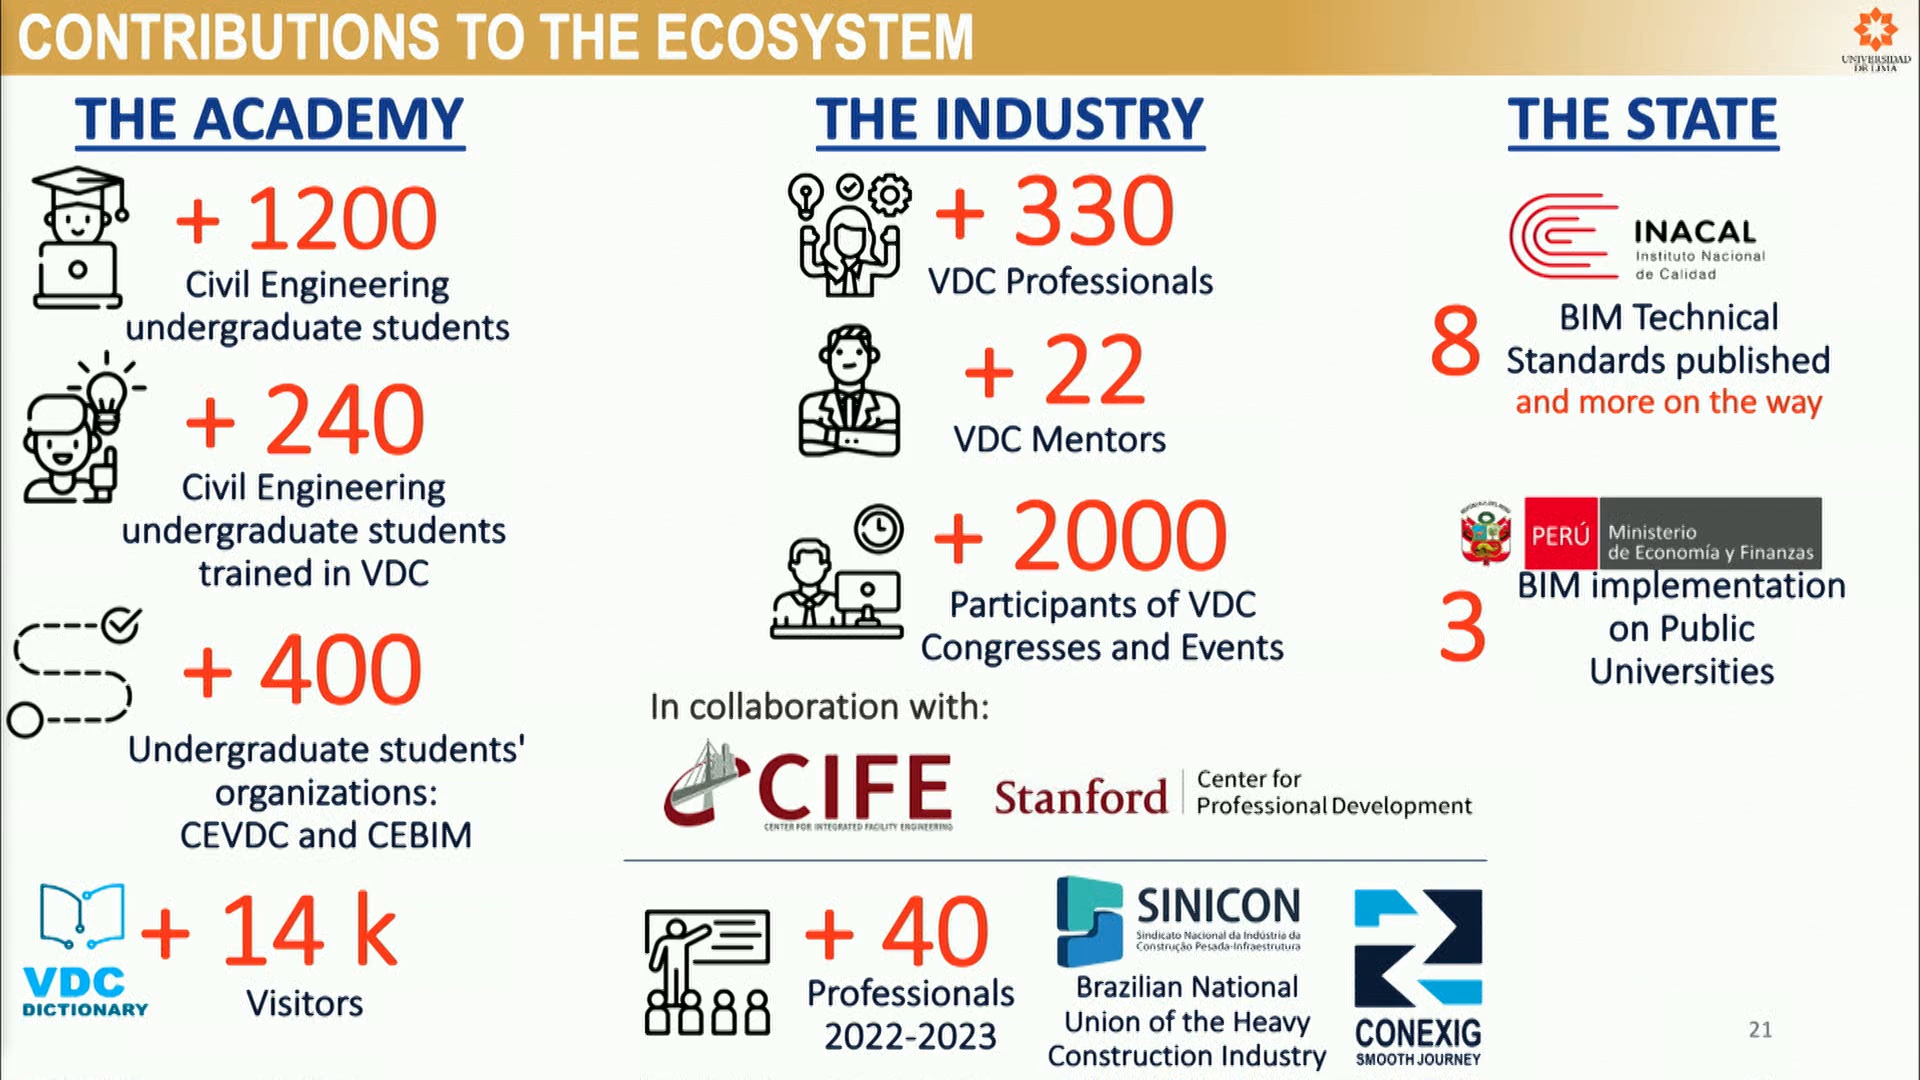 CONTRIBUTIONS TO THE ECOSYSTEM
UNIVERSIDAD
DE LIMA
THE ACADEMY
+ 1200
Civil Engineering
undergraduate students
+ 240
Civil Engineering
undergraduate students
trained in VDC
+ 400
Undergraduate students'
organizations:
CEVDC and CEBIM
VDC
DICTIONARY
+ 14 k
Visitors
THE INDUSTRY
+ 330
VDC Professionals
+ 22
VDC Mentors
+ 2000
Participants of VDC
Congresses and Events
In collaboration with:
CIFE
CENTER FOR INTEGRATED FACILITY ENGINEERING
Stanford
Center for
Professional Development
+ 40
Professionals
2022-2023
SINICON
Sindicato Nacional da Indústria da
Construção Pesada-Infraestrutura
Brazilian National
Union of the Heavy
Construction Industry
CONEXIG
SMOOTH JOURNEY
THE STATE
INACAL
Instituto Nacional
de Calidad
8
BIM Technical
Standards published
and more on the way
PERÚ
Ministerio
de Economía y Finanzas
3
BIM implementation
on Public
Universities
21